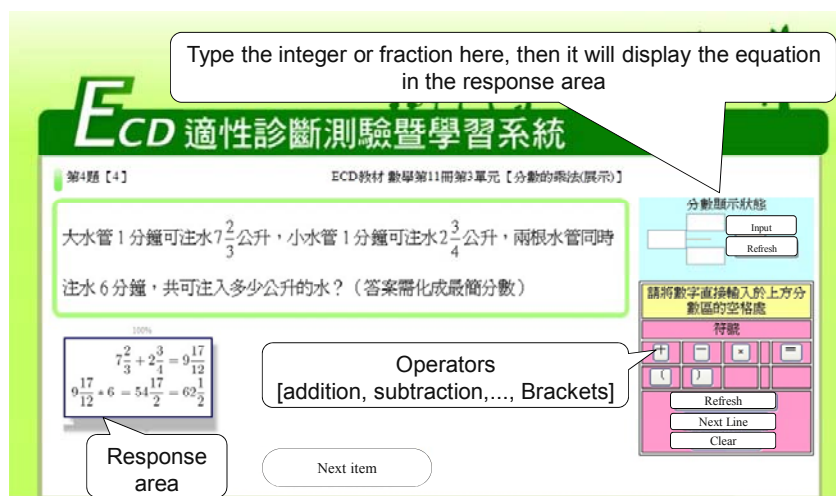 Type the integer or fraction here, then it will display the equation
in the response area
ECD 適性診斷測驗暨學習系統
第4題【4】
ECD教材 數學第11冊第3單元【分數的乘法(展示)】
分數顯示狀態
Input
Refresh
大水管 1 分鐘可注水 7 2/3 公升，小水管 1 分鐘可注水 2 3/4 公升，兩根水管同時
注水 6 分鐘，共可注入多少公升的水？（答案需化成最簡分數）
請將數字直接輸入於上方分
數區的空格處
符號
+ − × =
( )
Refresh
Next Line
Clear
100%
7 2/3 + 2 3/4 = 9 17/12
9 17/12 * 6 = 54 17/2 = 62 1/2
Operators
[addition, subtraction,..., Brackets]
Response
area
Next item